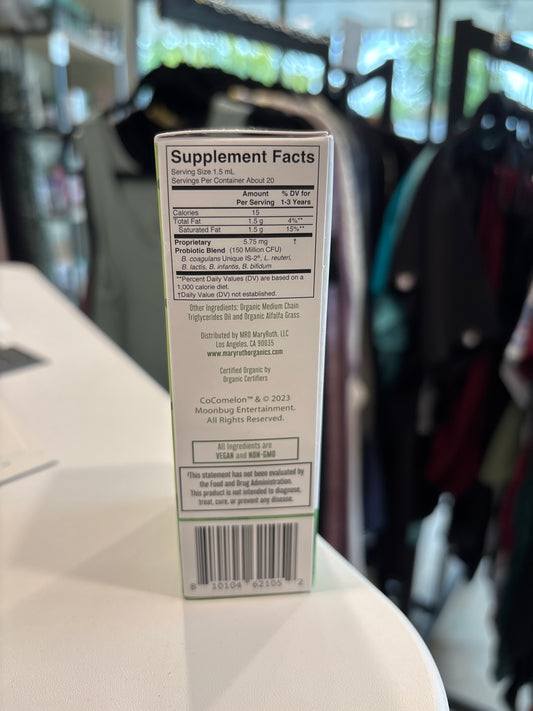 Supplement Facts
Serving Size 1.5 mL
Servings Per Container About 20
Amount Per Serving % DV for 1-3 Years
Calories 15
Total Fat 1.5 g 4%**
Saturated Fat 1.5 g 15%**
Proprietary 5.75 mg †
Probiotic Blend (150 Million CFU)
B. coagulans Unique IS-2®, L. reuteri,
B. lactis, B. infantis, B. bifidum
**Percent Daily Values (DV) are based on a
1,000 calorie diet.
†Daily Value (DV) not established.
Other Ingredients: Organic Medium Chain
Triglycerides Oil and Organic Alfalfa Grass.
Distributed by MRO MaryRuth, LLC
Los Angeles, CA 90035
www.maryruthorganics.com
Certified Organic by
Organic Certifiers
CoComelon™ & © 2023
Moonbug Entertainment.
All Rights Reserved.
All Ingredients are
VEGAN and NON-GMO
†This statement has not been evaluated by
the Food and Drug Administration.
This product is not intended to diagnose,
treat, cure, or prevent any disease.
8 10104 62105 2